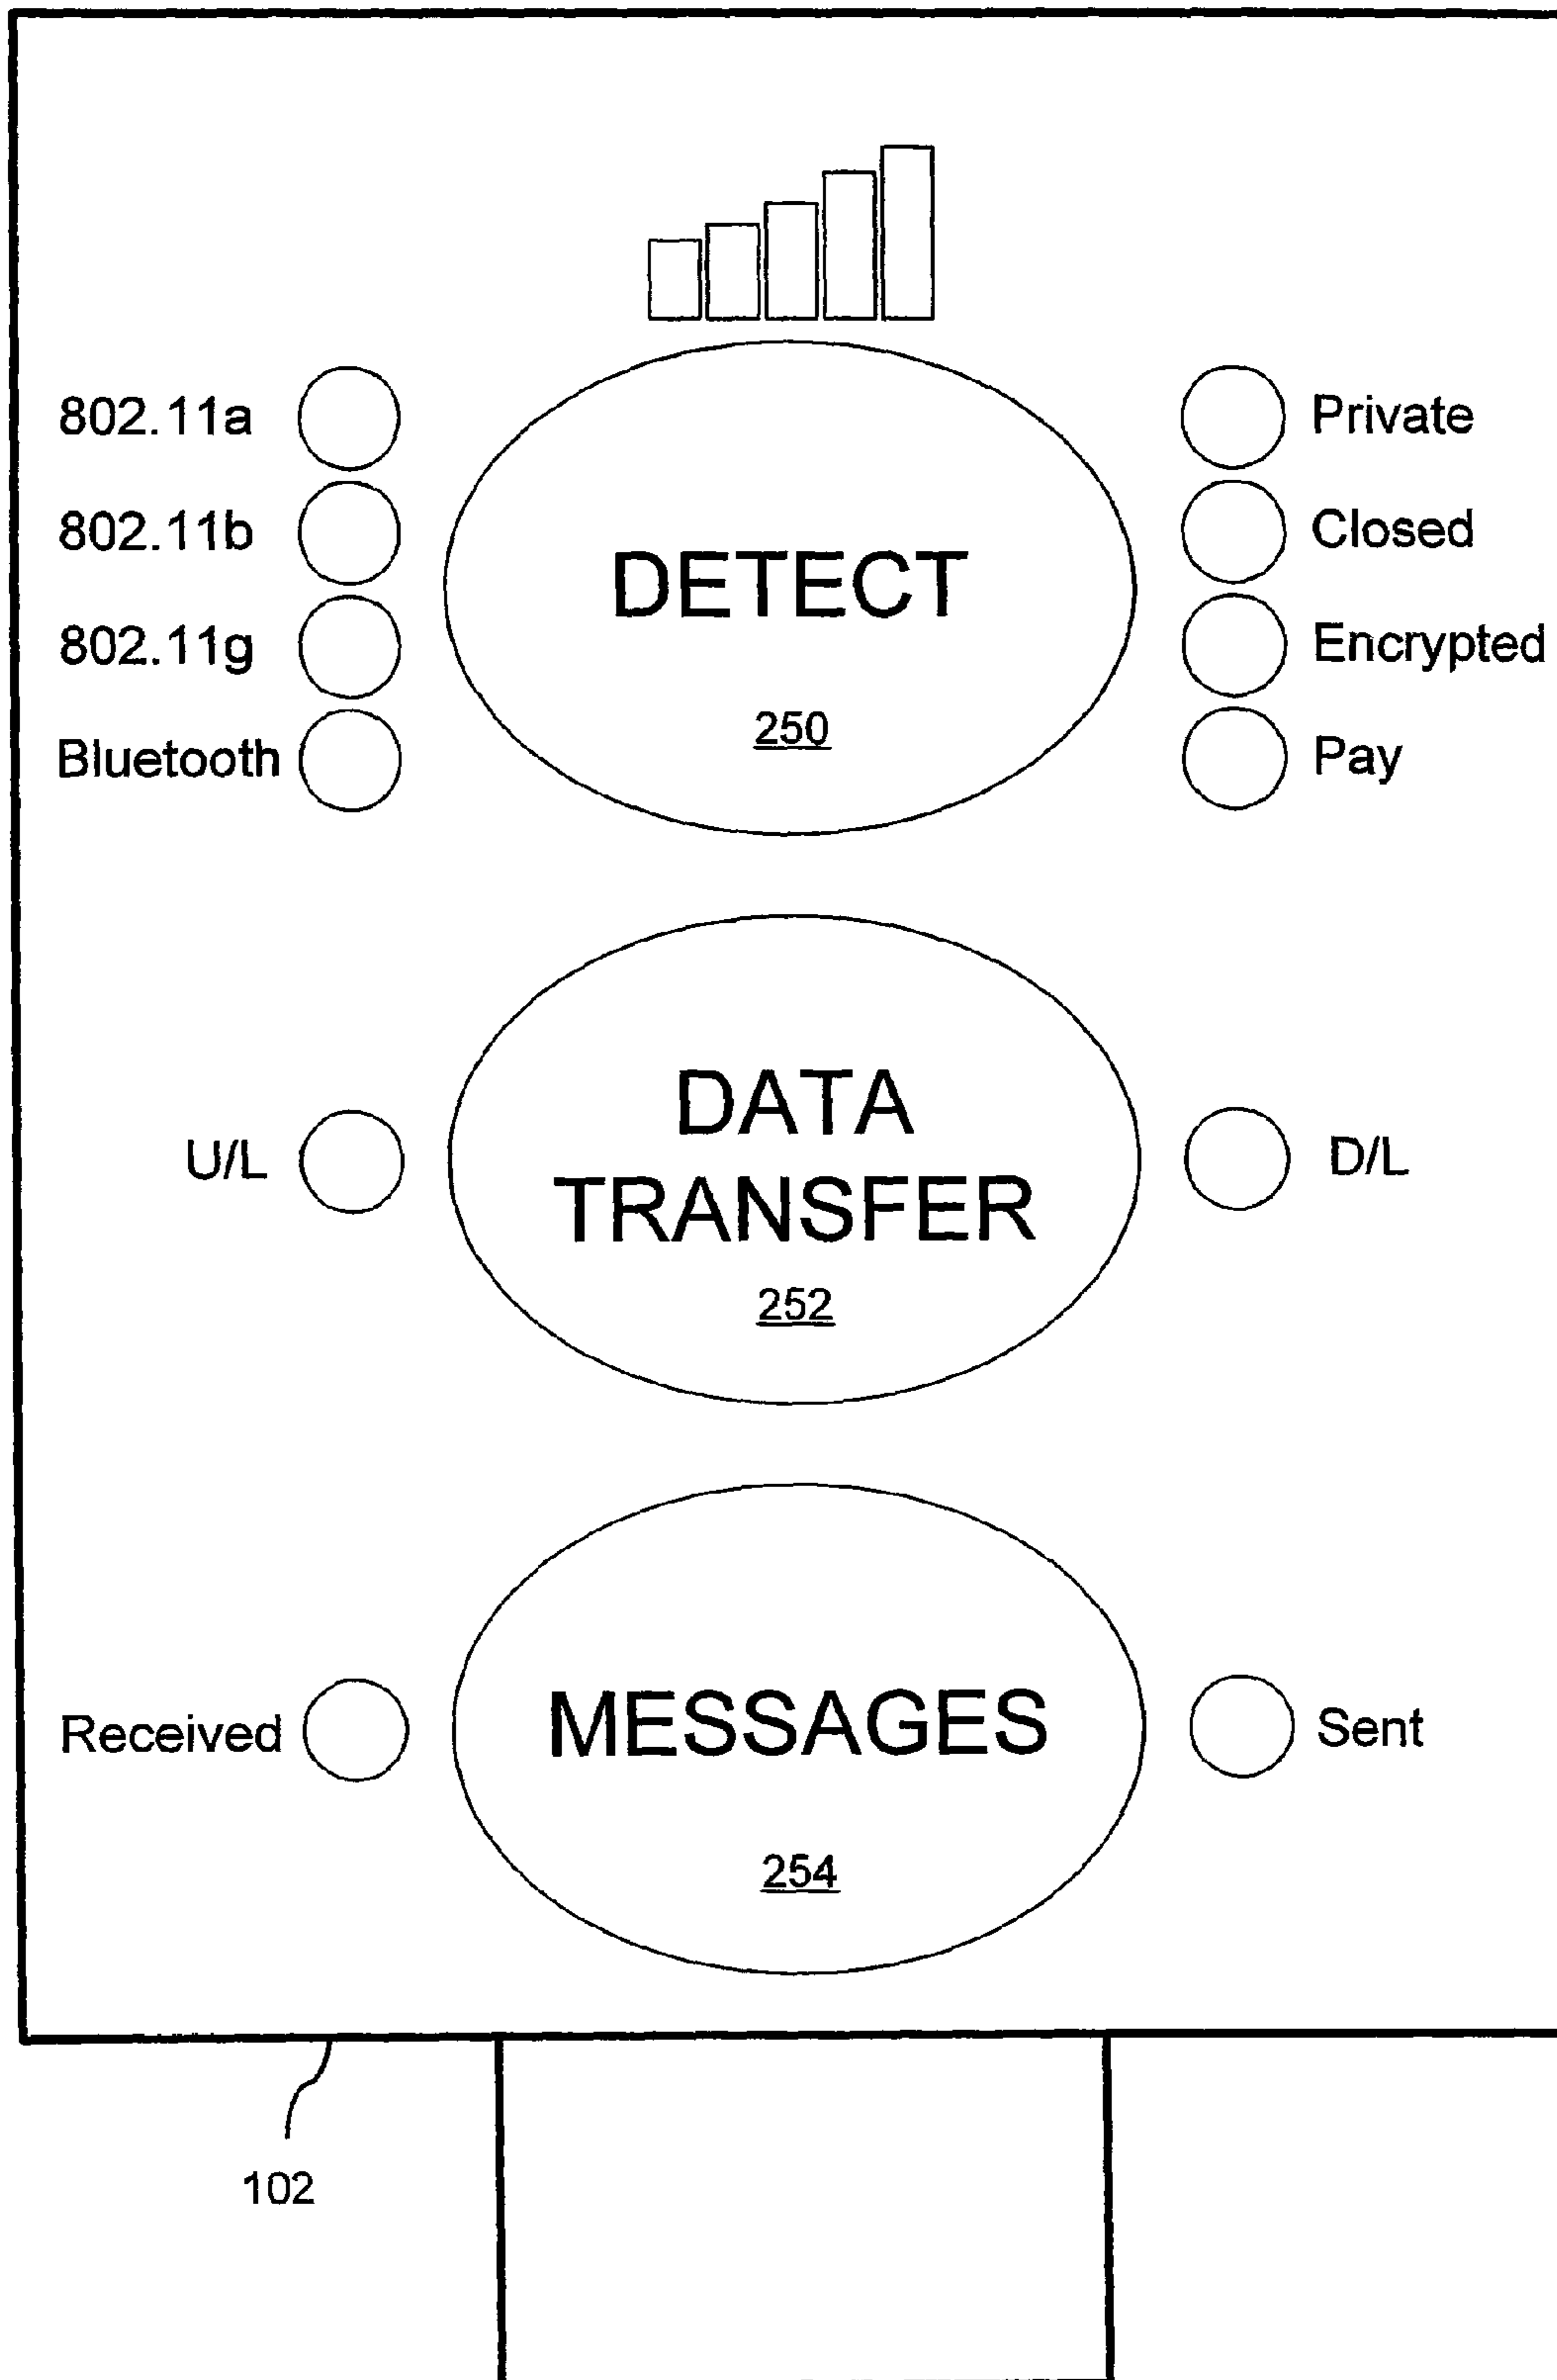 802.11a
Private
802.11b
Closed
DETECT
802.11g
Encrypted
250
Bluetooth
Pay
DATA
TRANSFER
U/L
D/L
252
Received
MESSAGES
Sent
254
102